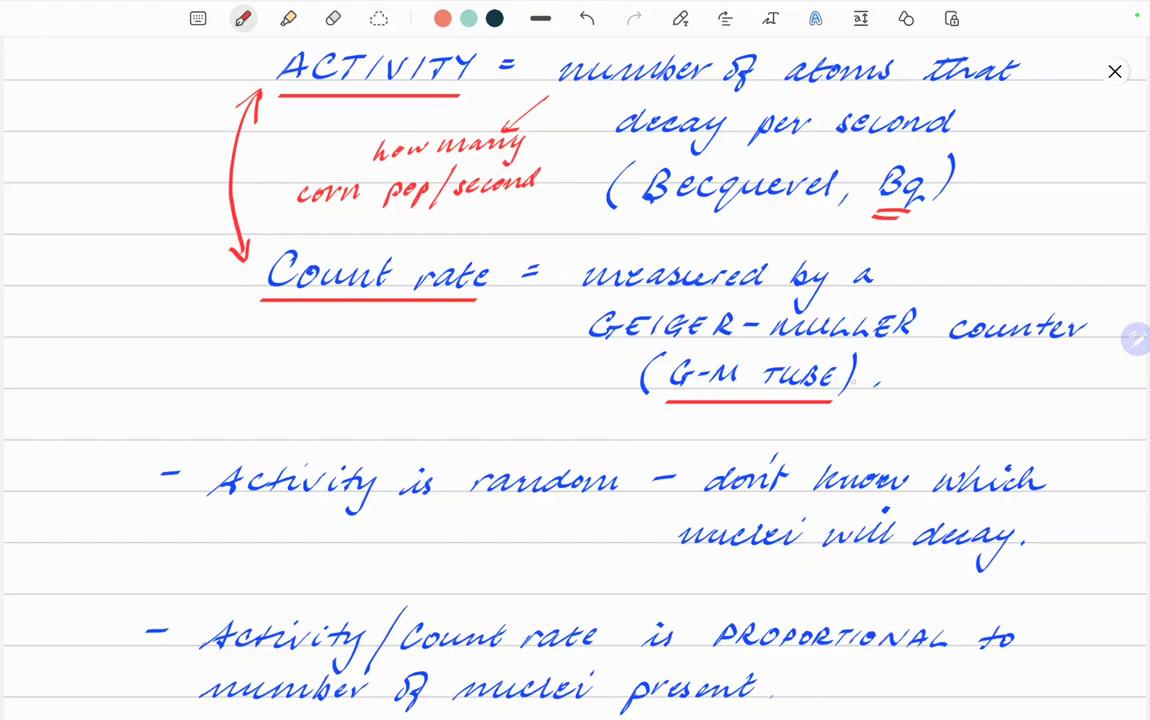 ACTIVITY = number of atoms that
decay per second
how many
corn pop/second
(Becquerel, Bq)
Count rate = measured by a
GEIGER-MULLER counter
(G-M TUBE).
- Activity is random - don't know which
nuclei will decay.
- Activity/Count rate is PROPORTIONAL to
number of nuclei present.